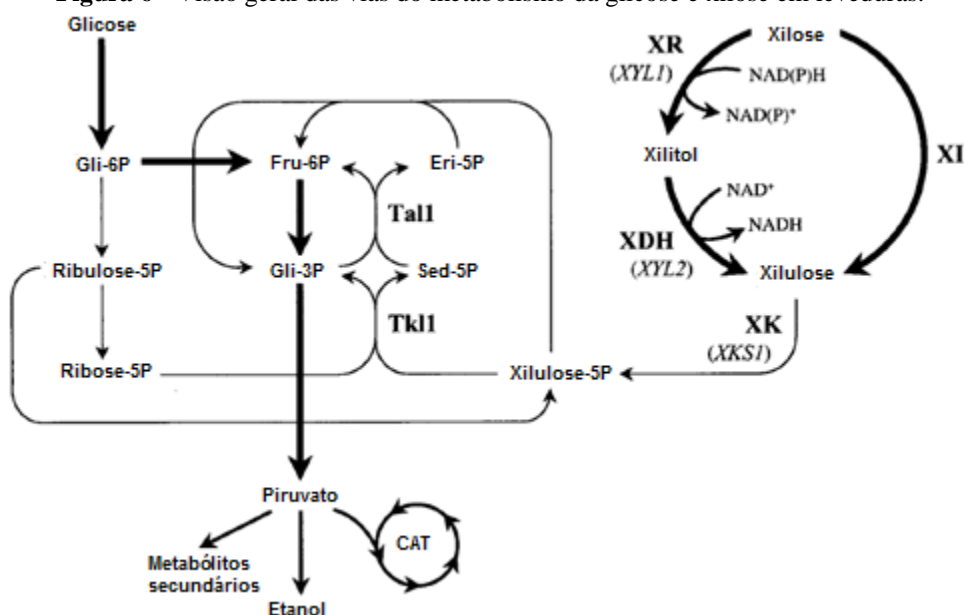 Figura 6 – Visão geral das vias do metabolismo da glicose e xilose em leveduras.
Glicose
Xilose
XR
(XYL1)
NAD(P)H
NAD(P)⁺
Gli-6P
Fru-6P
Eri-5P
Xilitol
XI
NAD⁺
Tal1
NADH
XDH
(XYL2)
Ribulose-5P
Gli-3P
Sed-5P
Xilulose
Tkl1
XK
(XKS1)
Ribose-5P
Xilulose-5P
Piruvato
CAT
Metabólitos
secundários
Etanol